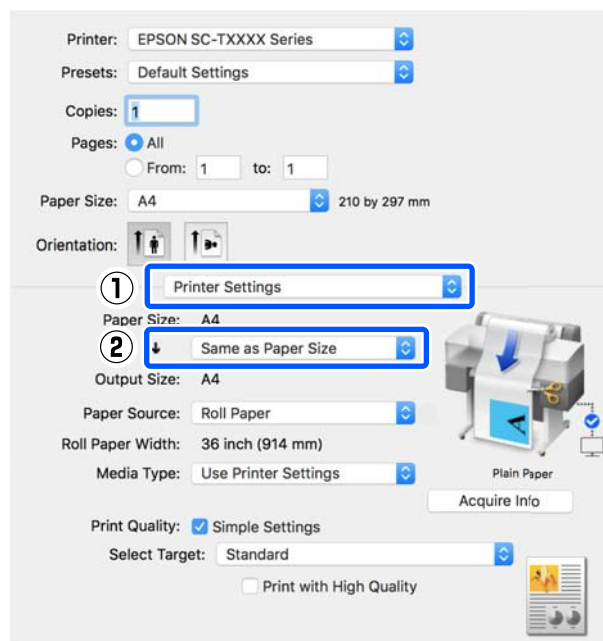 Printer: EPSON SC-TXXXX Series
Presets: Default Settings
Copies: 1
Pages: All
From: 1 to: 1
Paper Size: A4 210 by 297 mm
Orientation:
① Printer Settings
Paper Size: A4
② Same as Paper Size
Output Size: A4
Paper Source: Roll Paper
Roll Paper Width: 36 inch (914 mm)
Media Type: Use Printer Settings
Plain Paper
Acquire Info
Print Quality: Simple Settings
Select Target: Standard
Print with High Quality